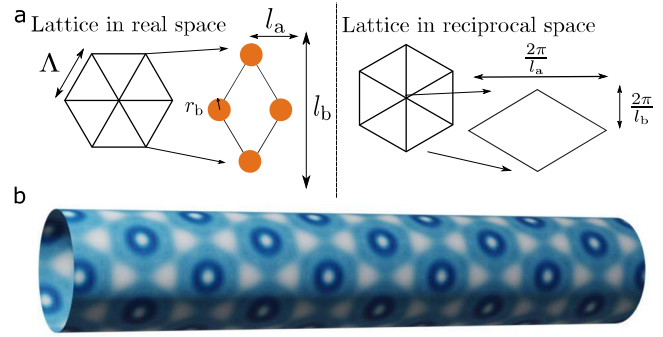 a
Lattice in real space
Λ
r_b
l_a
l_b
Lattice in reciprocal space
2π/l_a
2π/l_b
b